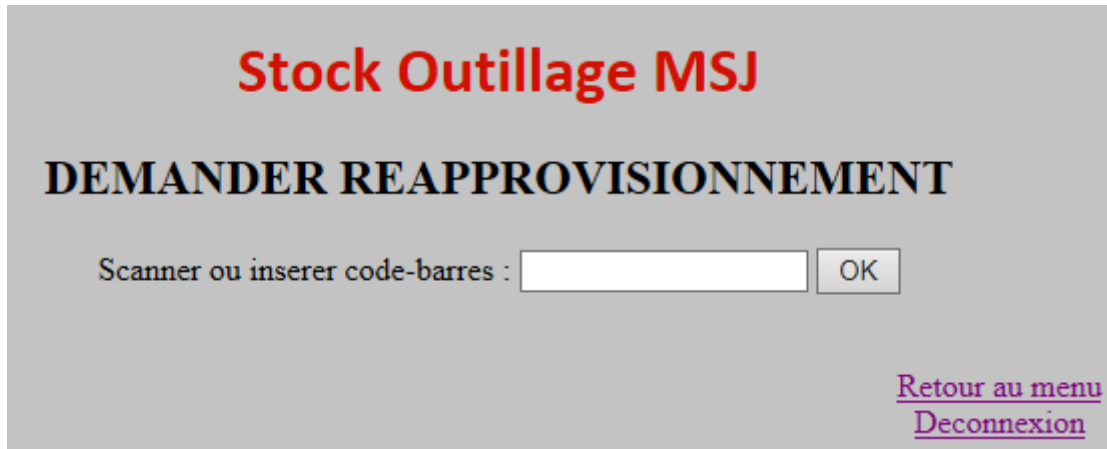 Stock Outillage MSJ
DEMANDER REAPPROVISIONNEMENT
Scanner ou inserer code-barres : OK
Retour au menu
Deconnexion